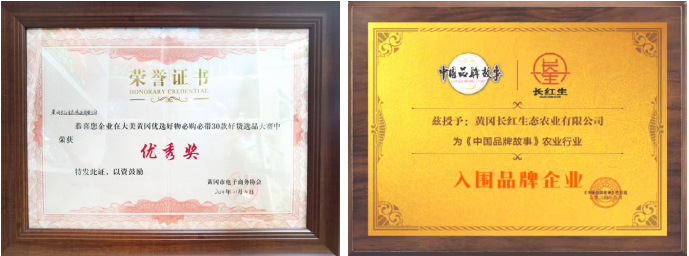 荣誉证书
HONORARY CREDENTIAL
恭喜您企业在大美黄冈优选好物必购必带30款好货选品大赛中
荣获
优秀奖
特发此证，以资鼓励
黄冈市电子商务协会
中国品牌故事
长红生
兹授予：黄冈长红生态农业有限公司
为《中国品牌故事》农业行业
入围品牌企业